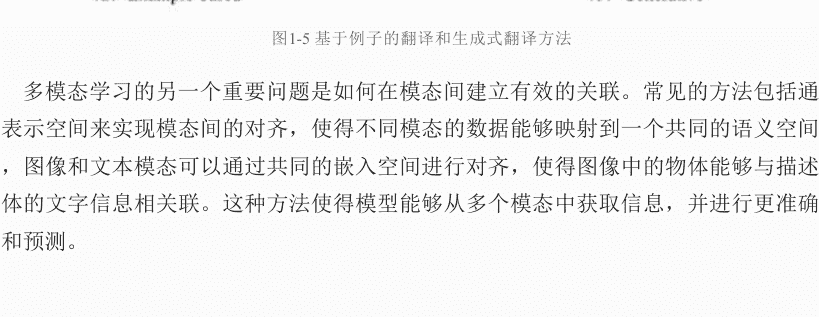 图1-5 基于例子的翻译和生成式翻译方法
多模态学习的另一个重要问题是如何在模态间建立有效的关联。常见的方法包括通
表示空间来实现模态间的对齐，使得不同模态的数据能够映射到一个共同的语义空间
，图像和文本模态可以通过共同的嵌入空间进行对齐，使得图像中的物体能够与描述
体的文字信息相关联。这种方法使得模型能够从多个模态中获取信息，并进行更准确
和预测。